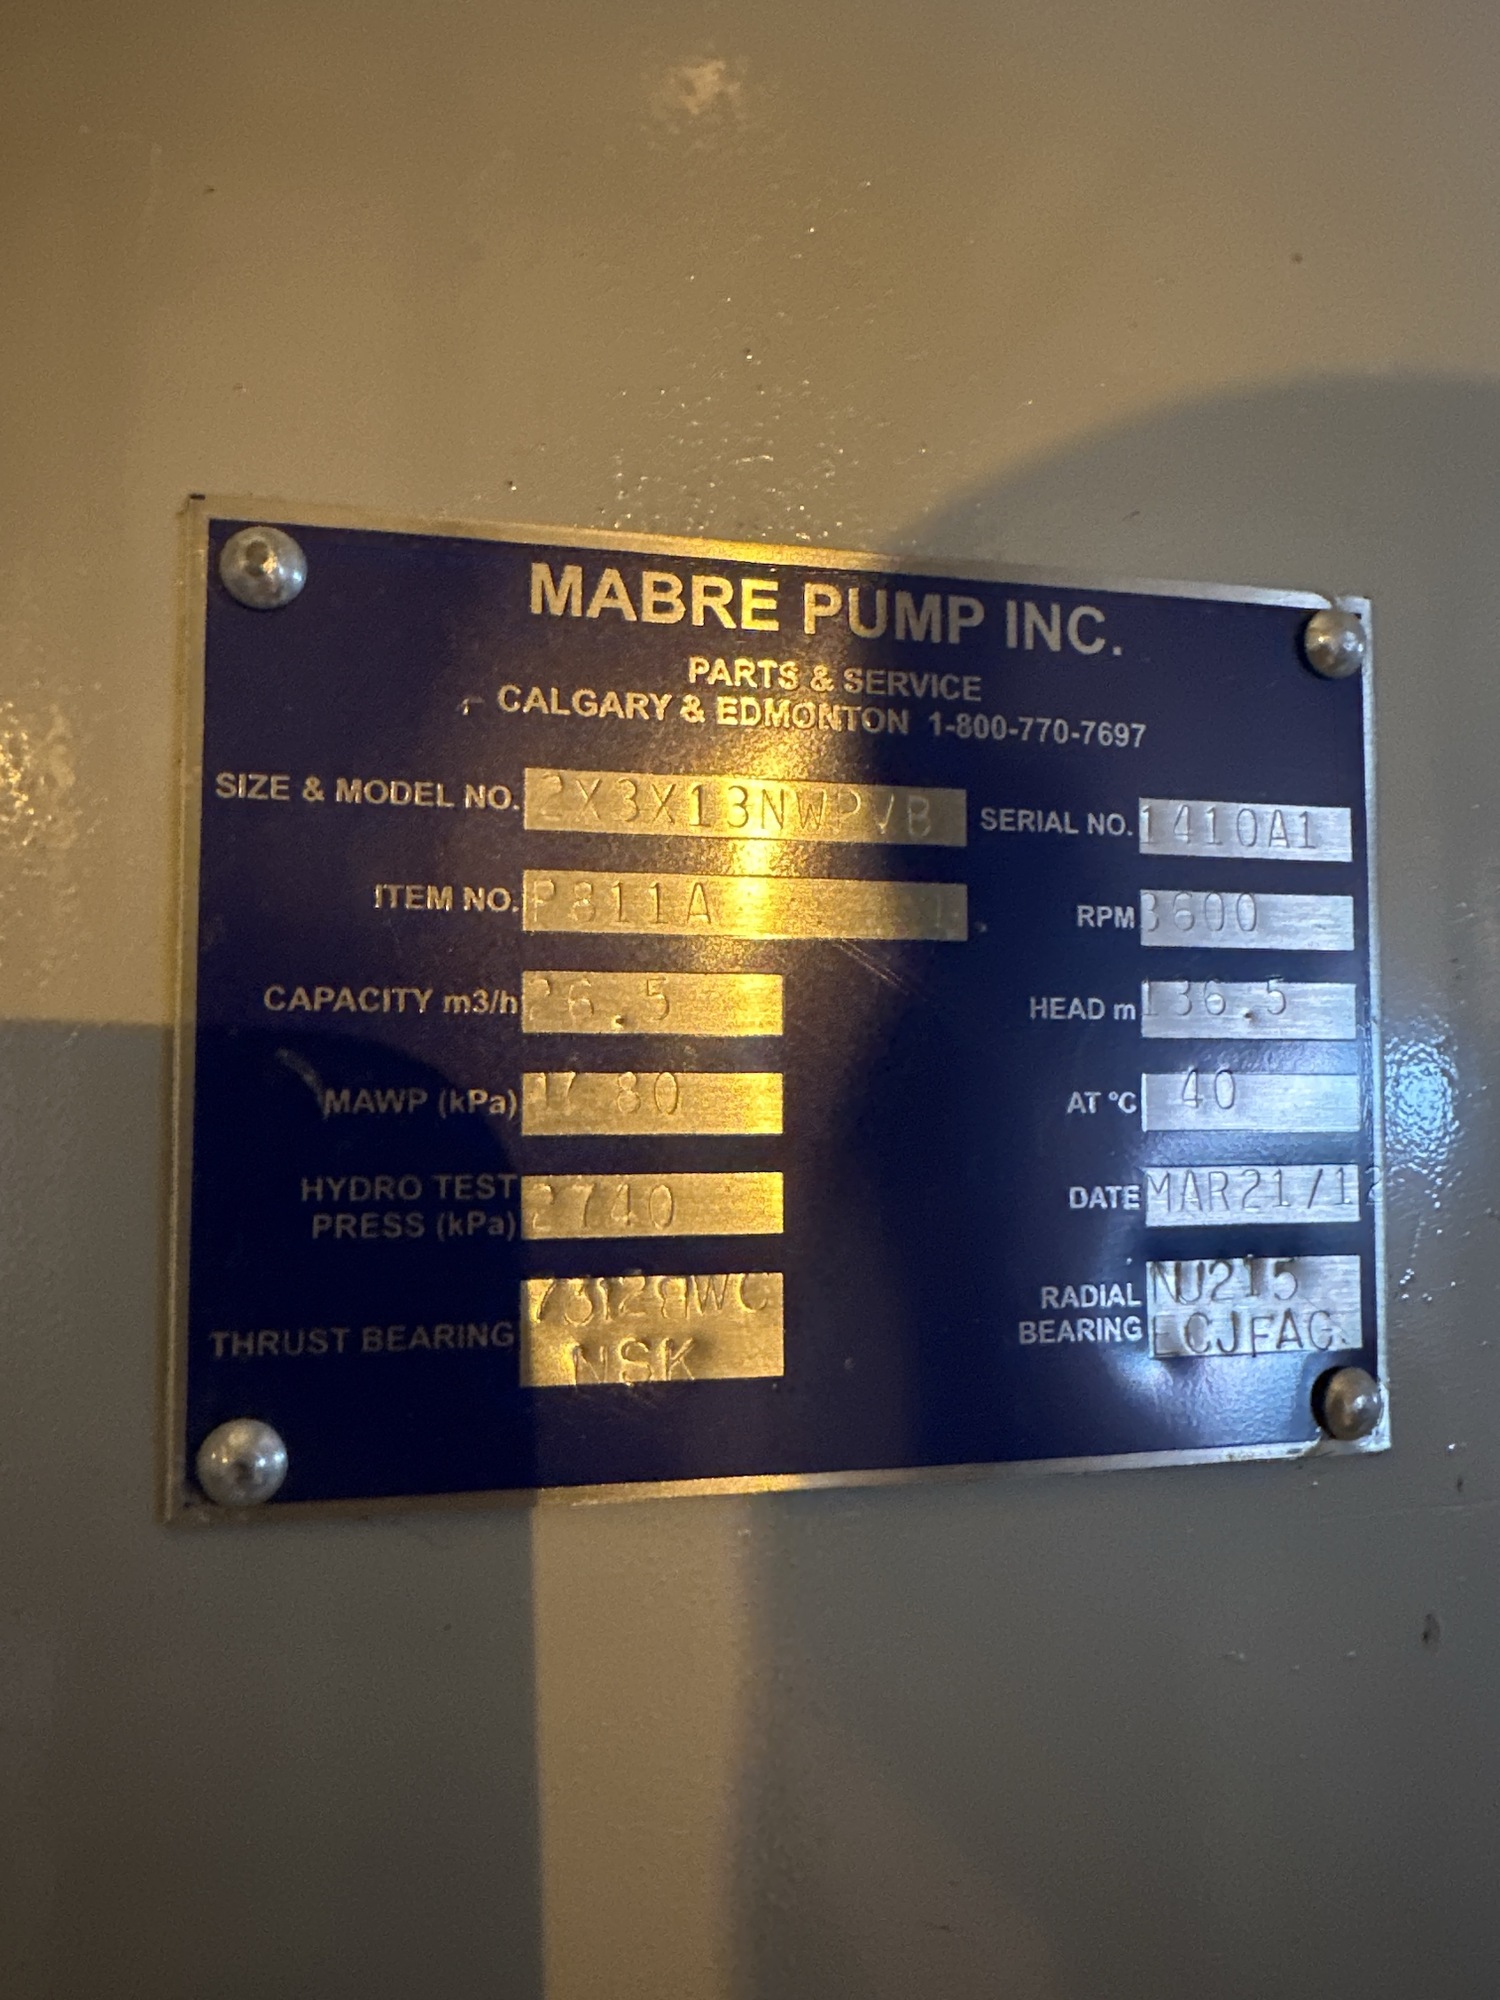 MABRE PUMP INC.
PARTS & SERVICE
CALGARY & EDMONTON 1-800-770-7697
SIZE & MODEL NO. 2X3X13NWPVB SERIAL NO. 1410A1
ITEM NO. P811A RPM 3600
CAPACITY m3/h 26.5 HEAD m 136.5
MAWP (kPa) AT °C 40
HYDRO TEST
PRESS (kPa) 2740 DATE MAR21/12
THRUST BEARING
NSK
RADIAL
BEARING NU215
ECJFAG